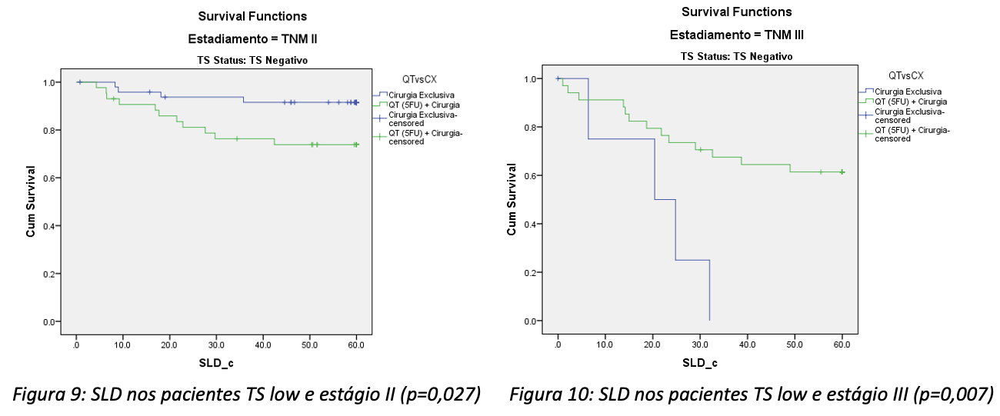 Survival Functions
Estadiamento = TNM II
TS Status: TS Negativo
Cum Survival
1.0
0.8
0.6
0.4
0.2
0.0
.0 10.0 20.0 30.0 40.0 50.0 60.0
SLD_c
QTvsCX
Cirurgia Exclusiva
QT (5FU) + Cirurgia
Cirurgia Exclusiva-
censored
QT (5FU) + Cirurgia-
censored
Figura 9: SLD nos pacientes TS low e estágio II (p=0,027)
Survival Functions
Estadiamento = TNM III
TS Status: TS Negativo
Cum Survival
1.0
0.8
0.6
0.4
0.2
0.0
.0 10.0 20.0 30.0 40.0 50.0 60.0
SLD_c
QTvsCX
Cirurgia Exclusiva
QT (5FU) + Cirurgia
Cirurgia Exclusiva-
censored
QT (5FU) + Cirurgia-
censored
Figura 10: SLD nos pacientes TS low e estágio III (p=0,007)